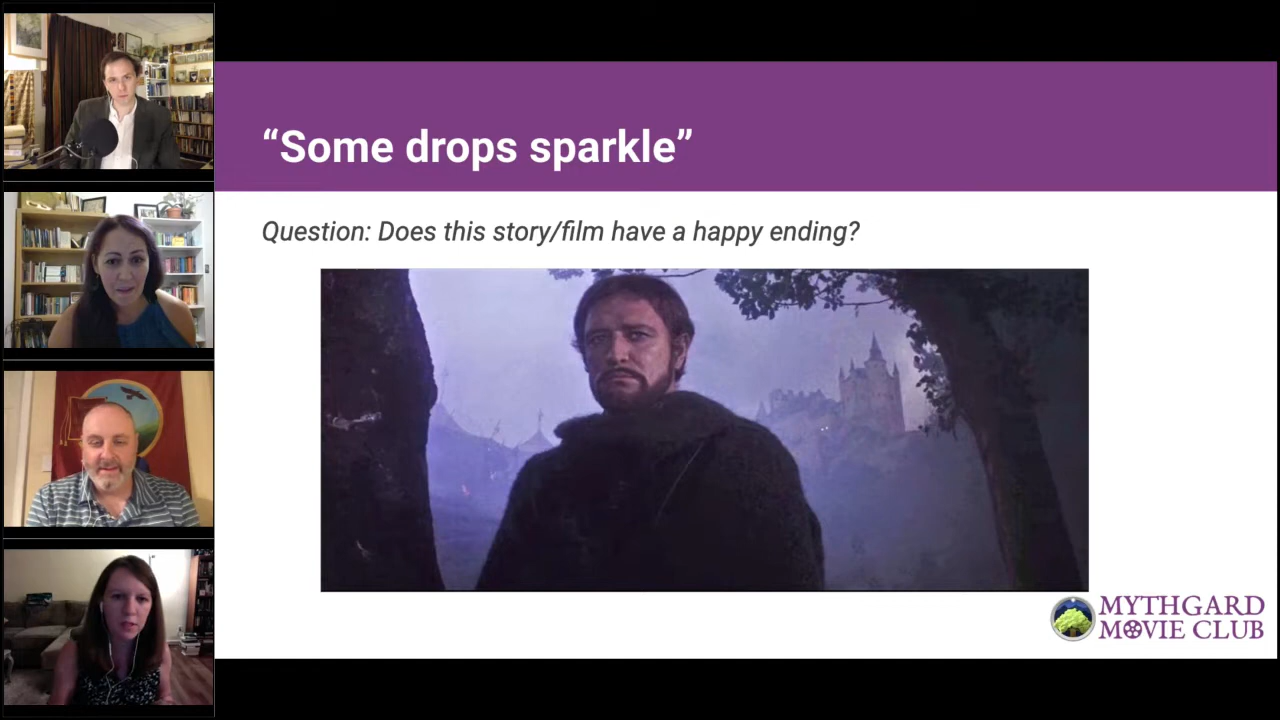 “Some drops sparkle”
Question: Does this story/film have a happy ending?
MYTHGARD
MOVIE CLUB